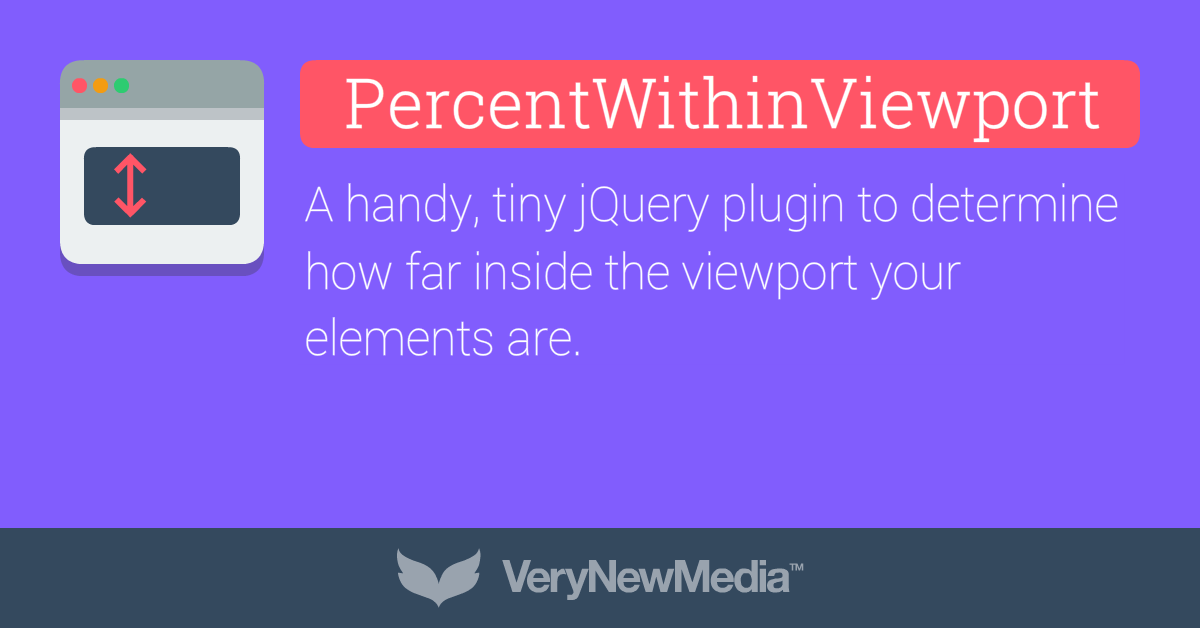 PercentWithinViewport
A handy, tiny jQuery plugin to determine
how far inside the viewport your
elements are.
VeryNewMedia™